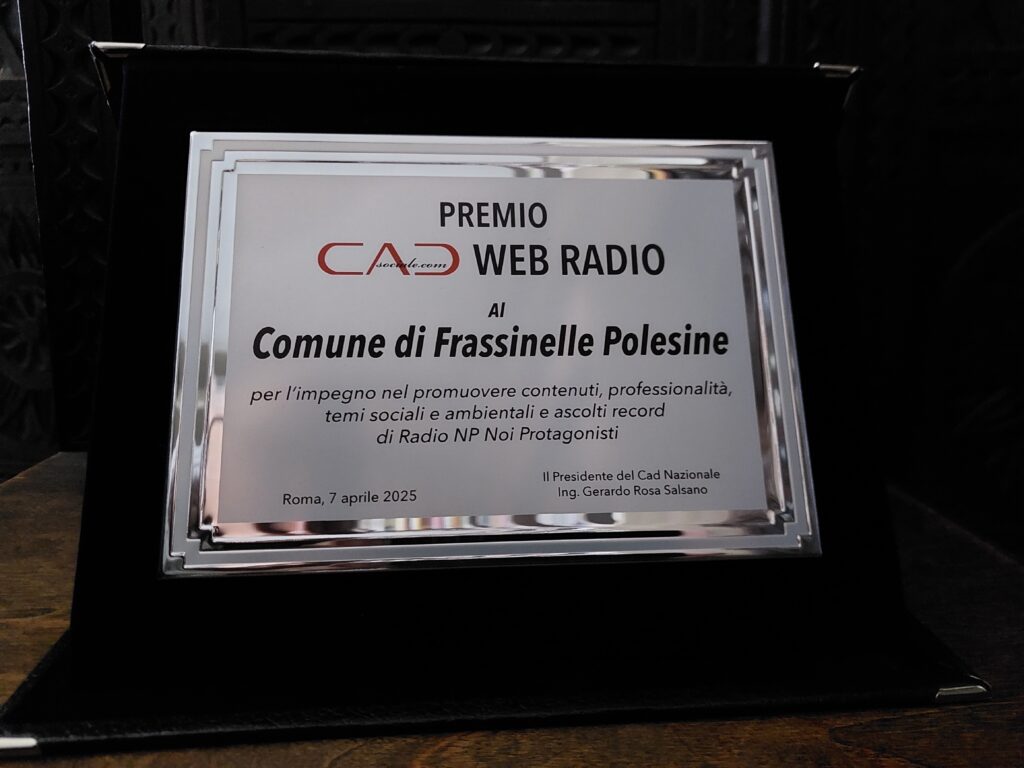 PREMIO
CAD sociale.com WEB RADIO
Al
Comune di Frassinelle Polesine
per l'impegno nel promuovere contenuti, professionalità,
temi sociali e ambientali e ascolti record
di Radio NP Noi Protagonisti
Il Presidente del Cad Nazionale
Ing. Gerardo Rosa Salsano
Roma, 7 aprile 2025